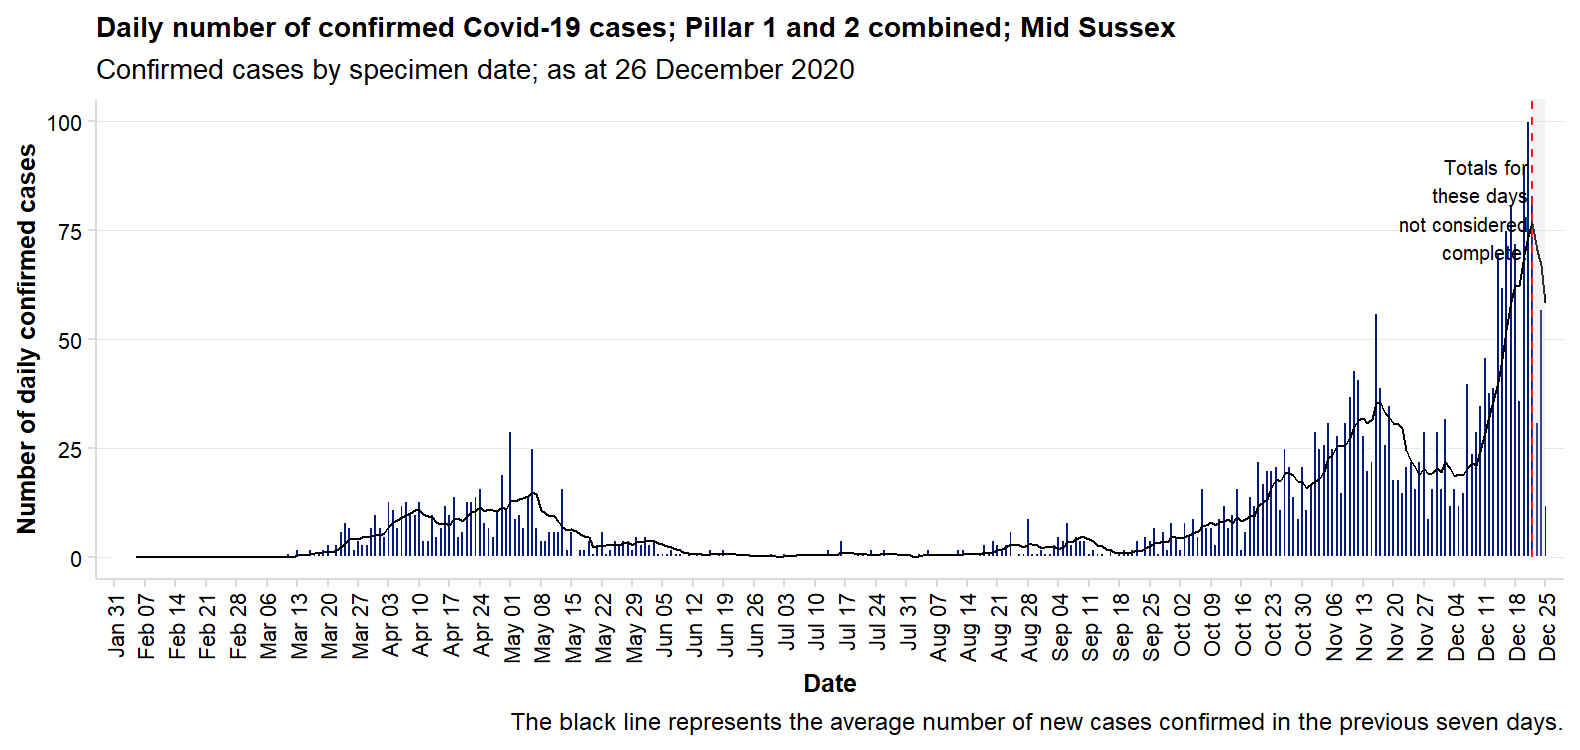 Daily number of confirmed Covid-19 cases; Pillar 1 and 2 combined; Mid Sussex
Confirmed cases by specimen date; as at 26 December 2020
Number of daily confirmed cases
100
75
50
25
0
Totals for
these days
not considered
complete.
Jan 31
Feb 07
Feb 14
Feb 21
Feb 28
Mar 06
Mar 13
Mar 20
Mar 27
Apr 03
Apr 10
Apr 17
Apr 24
May 01
May 08
May 15
May 22
May 29
Jun 05
Jun 12
Jun 19
Jun 26
Jul 03
Jul 10
Jul 17
Jul 24
Jul 31
Aug 07
Aug 14
Aug 21
Aug 28
Sep 04
Sep 11
Sep 18
Sep 25
Oct 02
Oct 09
Oct 16
Oct 23
Oct 30
Nov 06
Nov 13
Nov 20
Nov 27
Dec 04
Dec 11
Dec 18
Dec 25
Date
The black line represents the average number of new cases confirmed in the previous seven days.